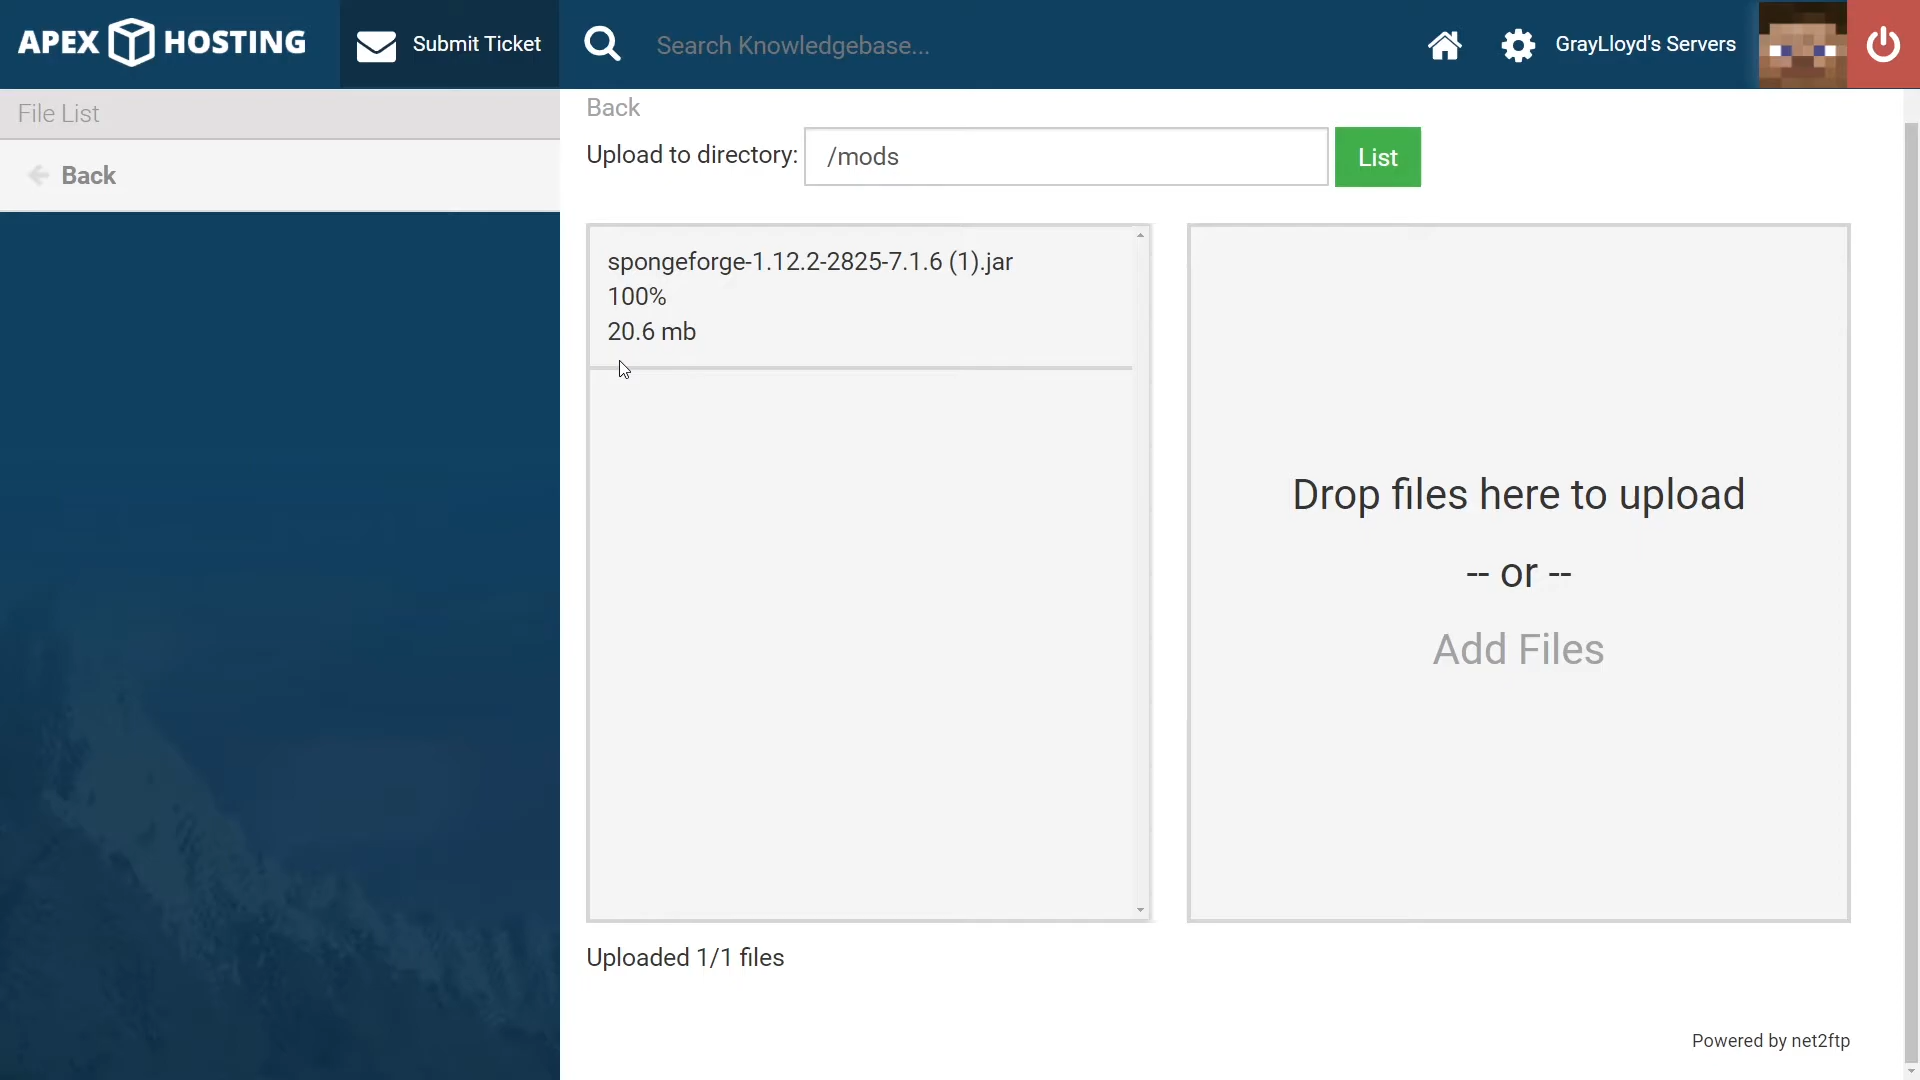 APEX HOSTING
Submit Ticket
Search Knowledgebase...
GrayLloyd's Servers
File List
Back
Back
Upload to directory: /mods List
spongeforge-1.12.2-2825-7.1.6 (1).jar
100%
20.6 mb
Drop files here to upload
-- or --
Add Files
Uploaded 1/1 files
Powered by net2ftp